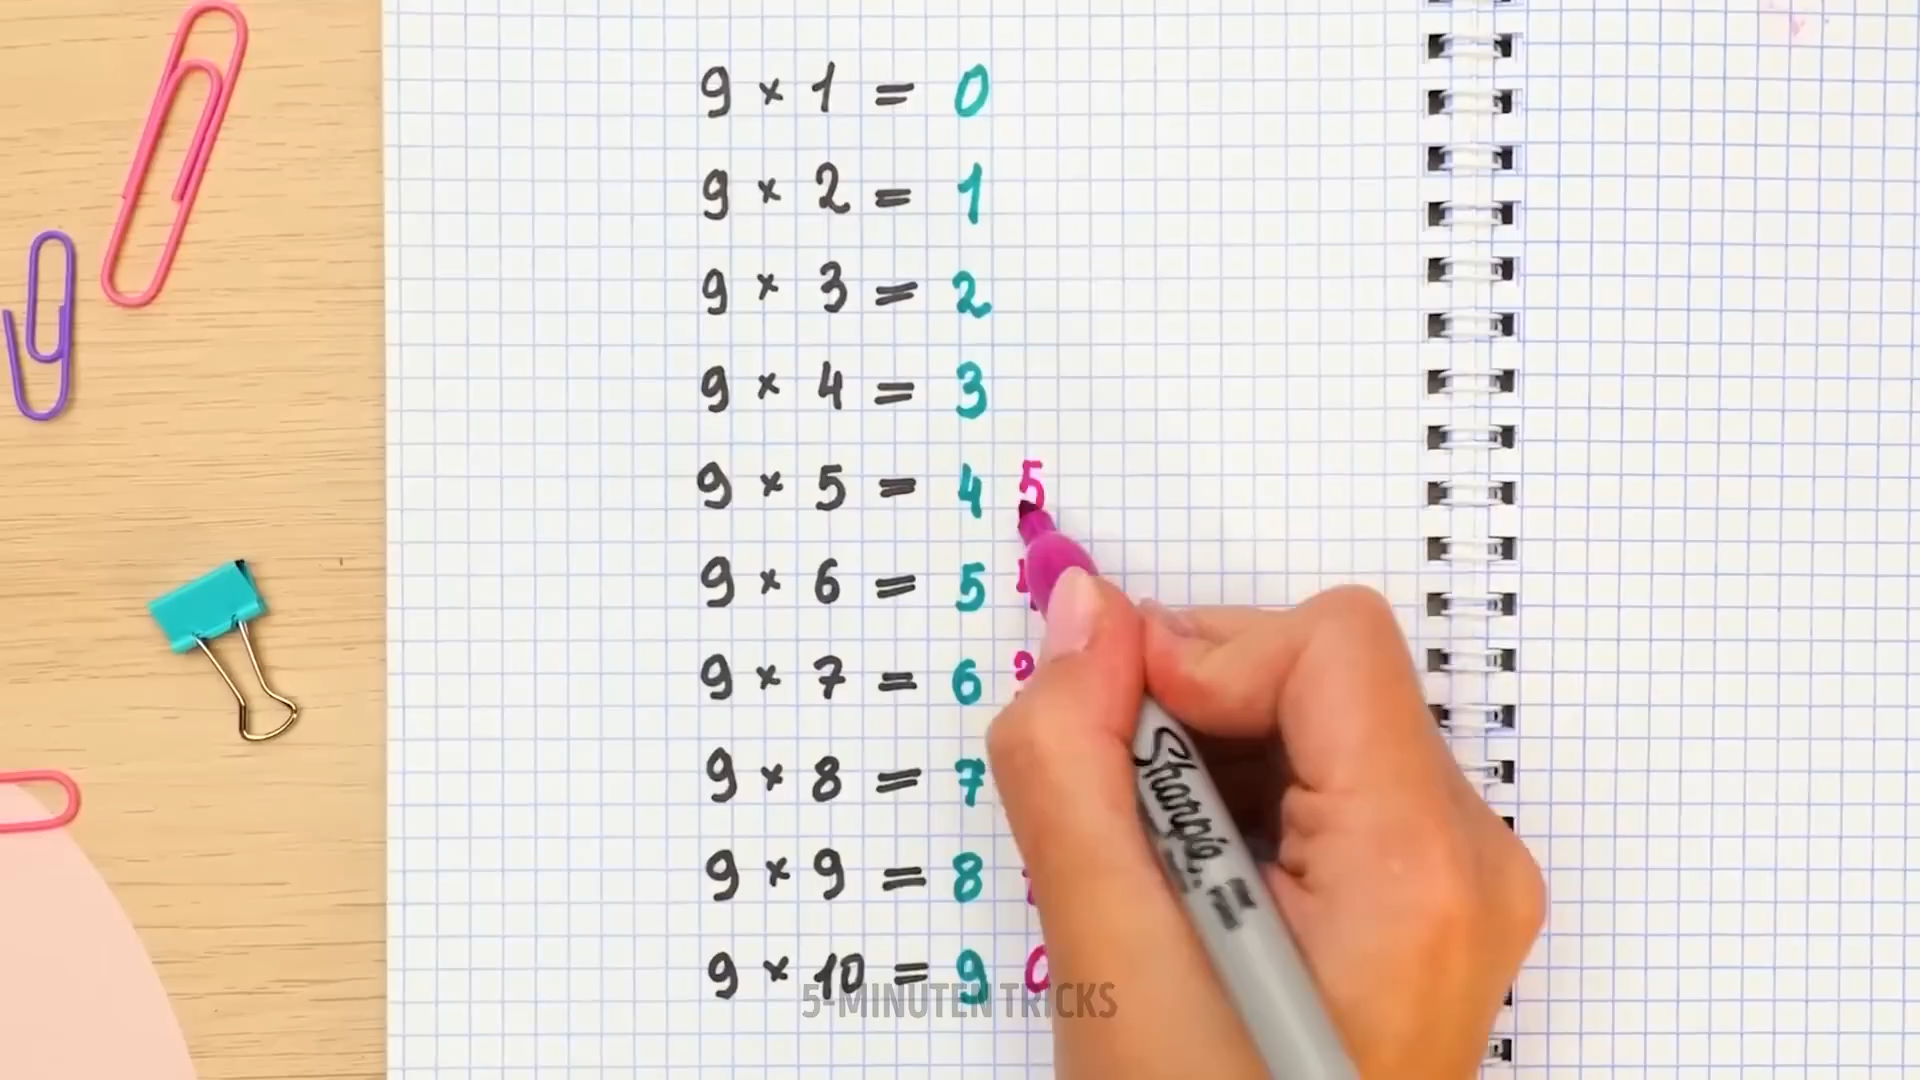 9 × 1 = 0
9 × 2 = 1
9 × 3 = 2
9 × 4 = 3
9 × 5 = 4 5
9 × 6 = 5
9 × 7 = 6
9 × 8 = 7
9 × 9 = 8
9 × 10 = 9 0
Sharpie.
5-MINUTEN TRICKS